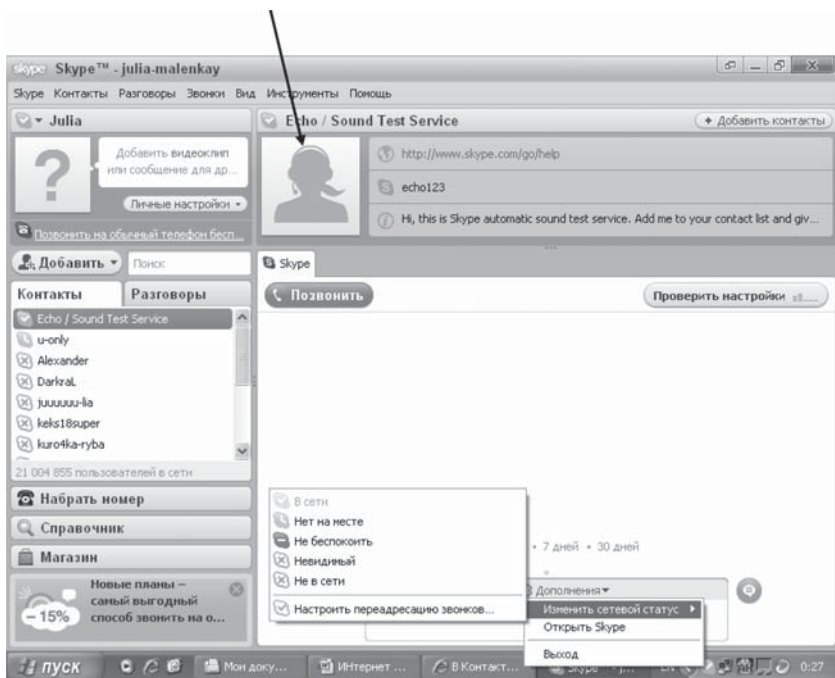 skype Skype™ - julia-malenkay
Skype Контакты Разговоры Звонки Вид Инструменты Помощь
Julia
Добавить видеоклип
или сообщение для др...
Личные настройки
Позвонить на обычный телефон бесп...
Echo / Sound Test Service
+ Добавить контакты
http://www.skype.com/go/help
echo123
Hi, this is Skype automatic sound test service. Add me to your contact list and giv...
Добавить
Поиск
Контакты Разговоры
Echo / Sound Test Service
u-only
Alexander
DarkraL
juuuuuu-lia
keks18super
kuro4ka-ryba
21 004 855 пользователей в сети
Набрать номер
Справочник
Магазин
Новые планы –
самый выгодный
способ звонить на о...
– 15%
Skype
Позвонить
Проверить настройки
• 7 дней • 30 дней
Дополнения
В сети
Нет на месте
Не беспокоить
Невидимый
Не в сети
Настроить переадресацию звонков...
Изменить сетевой статус
Открыть Skype
Выход
пуск
Мои доку...
Интернет ...
В Контакт...
0:27